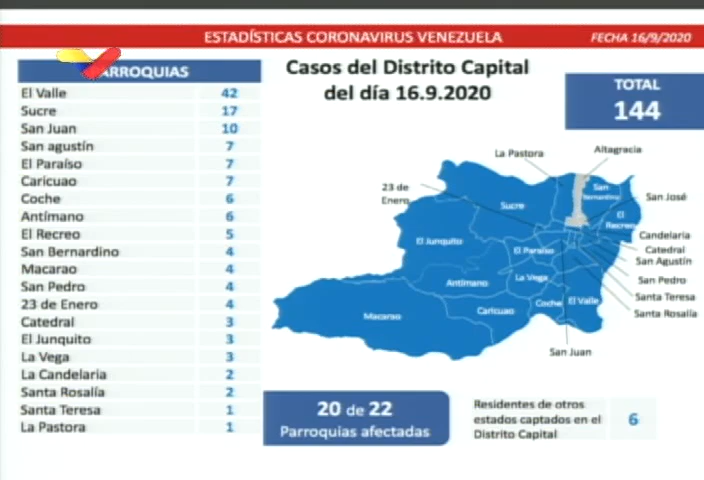 ESTADÍSTICAS CORONAVIRUS VENEZUELA
FECHA 16/9/2020
ARROQUIAS
El Valle 42
Sucre 17
San Juan 10
San agustín 7
El Paraíso 7
Caricuao 7
Coche 6
Antímano 6
El Recreo 5
San Bernardino 4
Macarao 4
San Pedro 4
23 de Enero 4
Catedral 3
El Junquito 3
La Vega 3
La Candelaria 2
Santa Rosalía 2
Santa Teresa 1
La Pastora 1
Casos del Distrito Capital
del día 16.9.2020
TOTAL
144
La Pastora
Altagracia
23 de
Enero
Sucre
San
Bernardino
San José
El
Recreo
El Junquito
El Paraíso
Candelaria
Catedral
San Agustín
La Vega
Antímano
San Pedro
Santa Teresa
Santa Rosalía
Coche
El Valle
Caricuao
Macarao
San Juan
20 de 22
Parroquias afectadas
Residentes de otros
estados captados en el
Distrito Capital
6